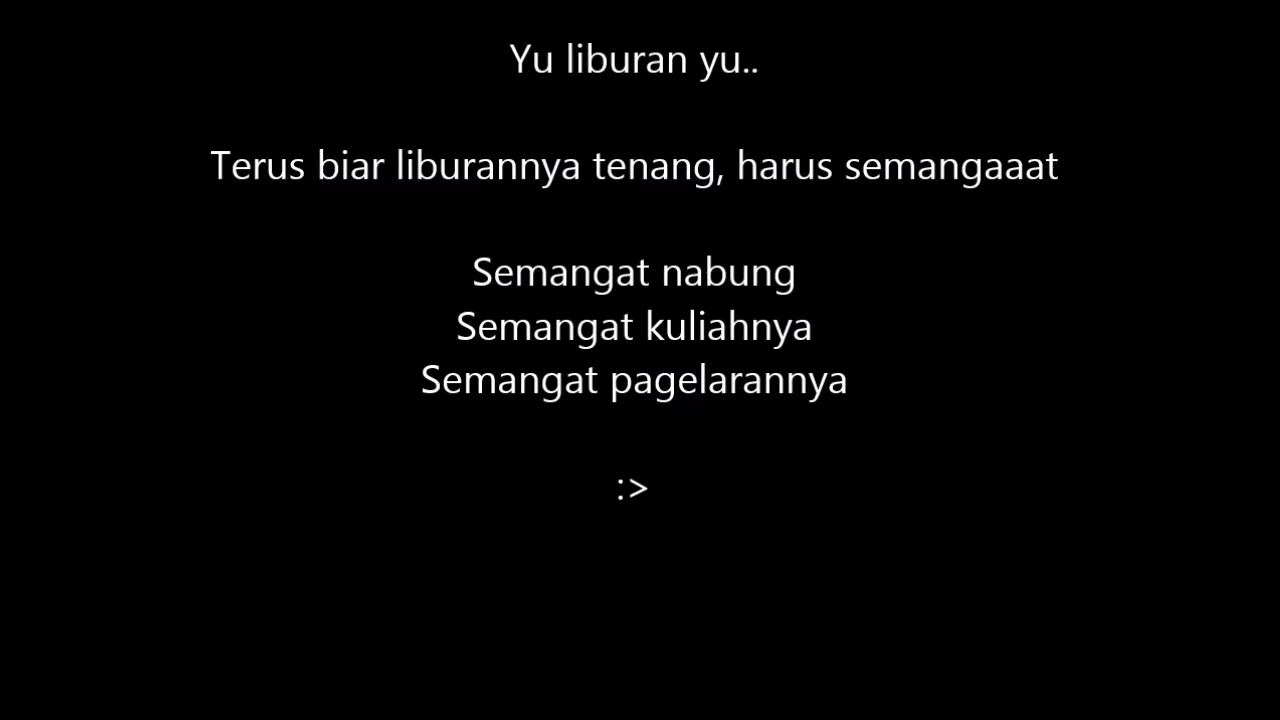 Yu liburan yu..
Terus biar liburannya tenang, harus semangaaat
Semangat nabung
Semangat kuliahnya
Semangat pagelarannya
:>